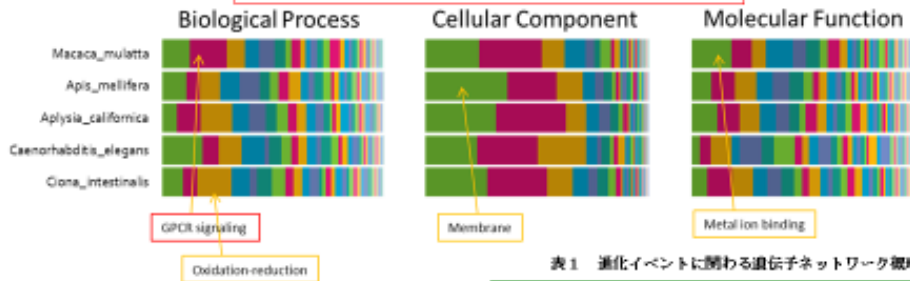 Biological Process
Cellular Component
Molecular Function
Macaca_mulatta
Apis_mellifera
Aplysia_californica
Caenorhabditis_elegans
Ciona_intestinalis
GPCR signaling
Membrane
Metal ion binding
Oxidation-reduction
表1 進化イベントに関わる遺伝子ネットワーク概略